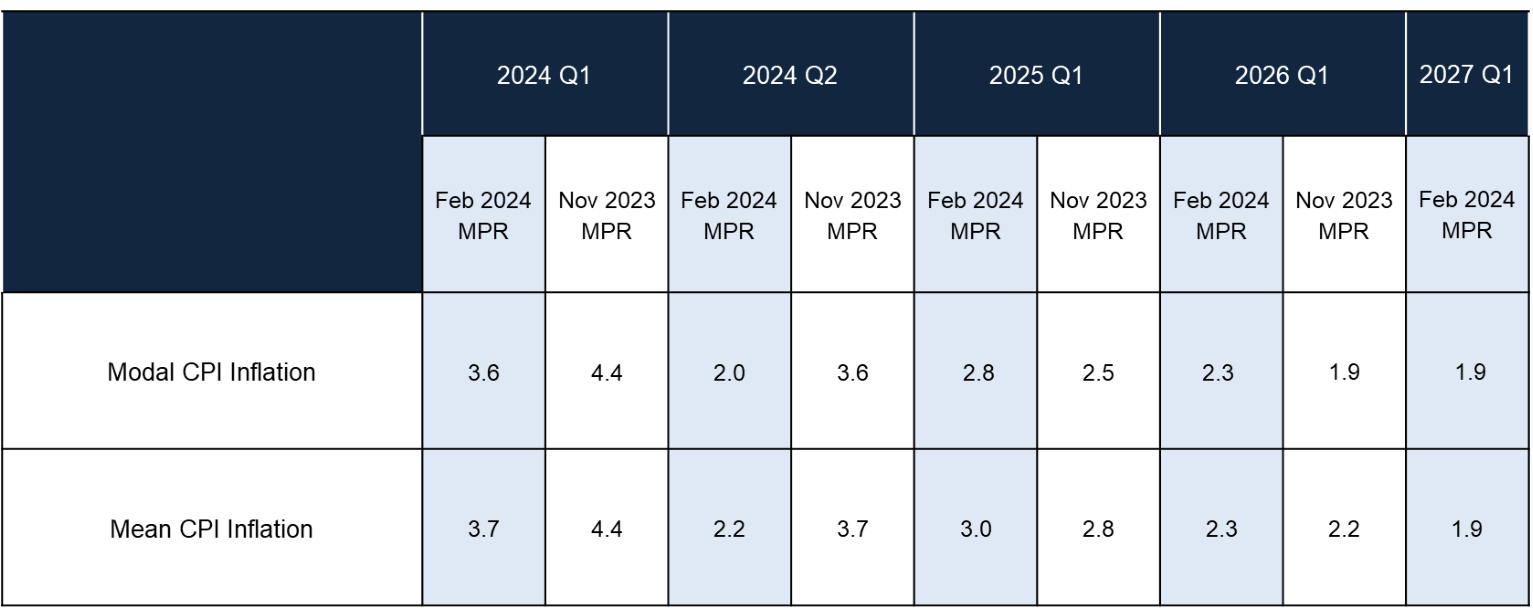 2024 Q1 2024 Q2 2025 Q1 2026 Q1 2027 Q1
Feb 2024 Nov 2023 Feb 2024 Nov 2023 Feb 2024 Nov 2023 Feb 2024 Nov 2023 Feb 2024
MPR MPR MPR MPR MPR MPR MPR MPR MPR
Modal CPI Inflation 3.6 4.4 2.0 3.6 2.8 2.5 2.3 1.9 1.9
Mean CPI Inflation 3.7 4.4 2.2 3.7 3.0 2.8 2.3 2.2 1.9